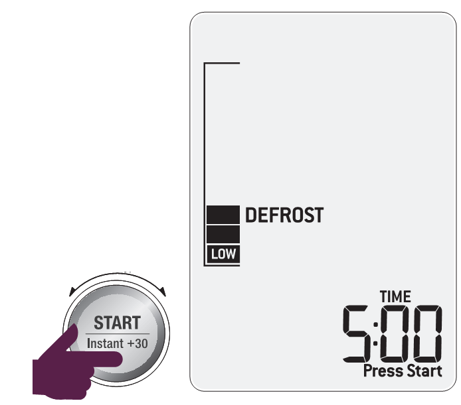 DEFROST
LOW
START
Instant +30
TIME
5:00
Press Start